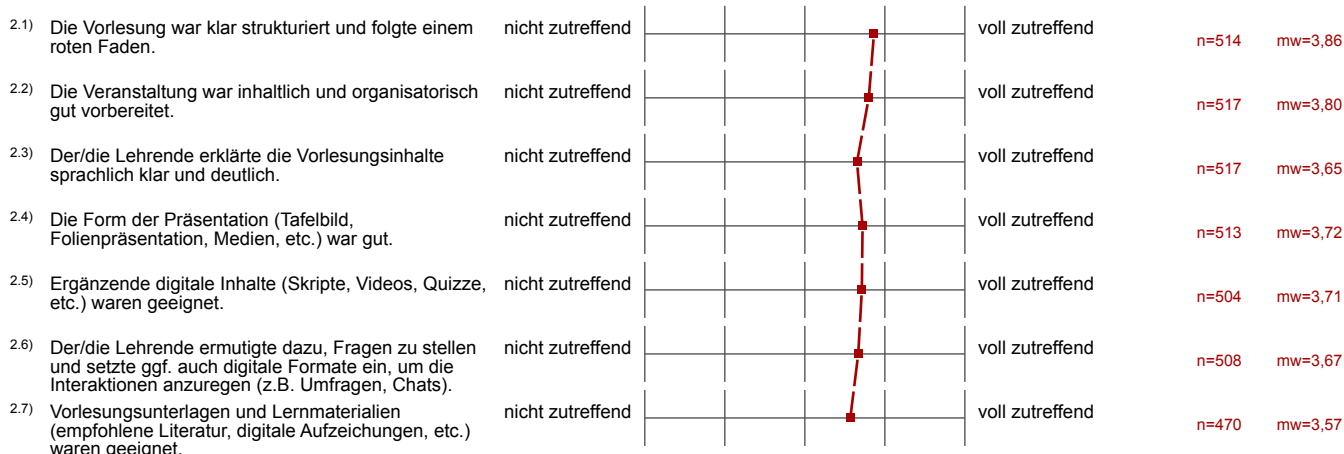 2.1) Die Vorlesung war klar strukturiert und folgte einem nicht zutreffend voll zutreffend
roten Faden. n=514 mw=3,86
2.2) Die Veranstaltung war inhaltlich und organisatorisch nicht zutreffend voll zutreffend
gut vorbereitet. n=517 mw=3,80
2.3) Der/die Lehrende erklärte die Vorlesungsinhalte nicht zutreffend voll zutreffend
sprachlich klar und deutlich. n=517 mw=3,65
2.4) Die Form der Präsentation (Tafelbild, nicht zutreffend voll zutreffend
Folienpräsentation, Medien, etc.) war gut. n=513 mw=3,72
2.5) Ergänzende digitale Inhalte (Skripte, Videos, Quizze, nicht zutreffend voll zutreffend
etc.) waren geeignet. n=504 mw=3,71
2.6) Der/die Lehrende ermutigte dazu, Fragen zu stellen nicht zutreffend voll zutreffend
und setzte ggf. auch digitale Formate ein, um die n=508 mw=3,67
Interaktionen anzuregen (z.B. Umfragen, Chats).
2.7) Vorlesungsunterlagen und Lernmaterialien nicht zutreffend voll zutreffend
(empfohlene Literatur, digitale Aufzeichungen, etc.) n=470 mw=3,57
waren geeignet.